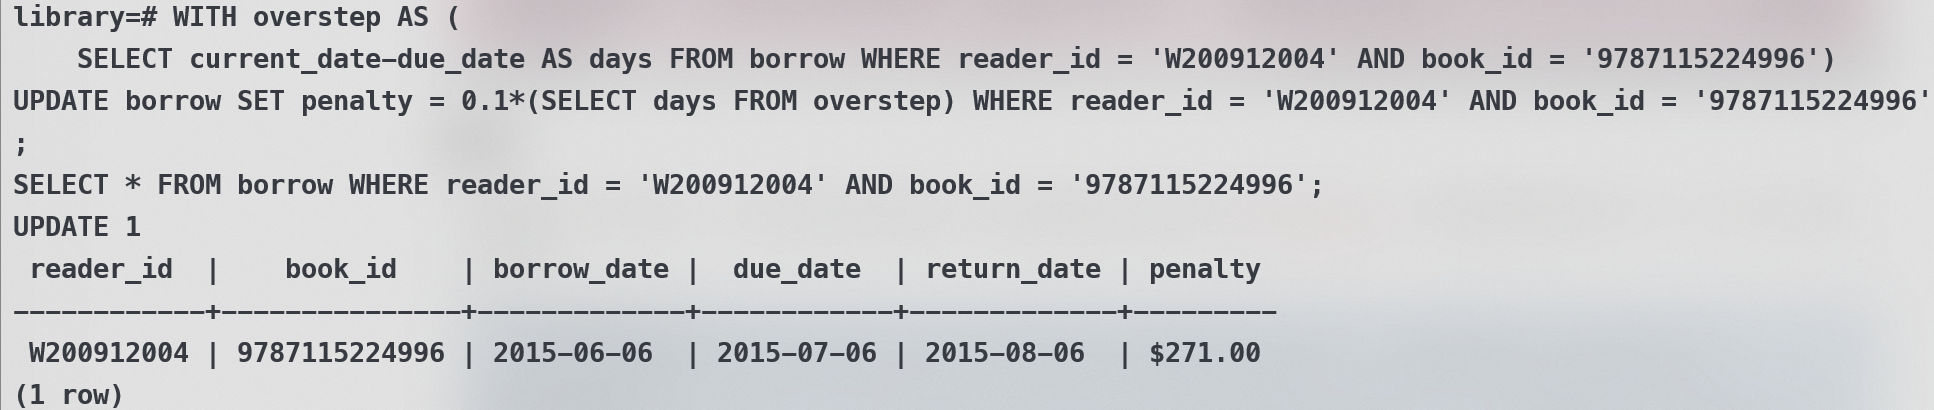 library=# WITH overstep AS (
    SELECT current_date-due_date AS days FROM borrow WHERE reader_id = 'W200912004' AND book_id = '9787115224996')
UPDATE borrow SET penalty = 0.1*(SELECT days FROM overstep) WHERE reader_id = 'W200912004' AND book_id = '9787115224996'
;
SELECT * FROM borrow WHERE reader_id = 'W200912004' AND book_id = '9787115224996';
UPDATE 1
 reader_id  |    book_id    | borrow_date |  due_date  | return_date | penalty
------------+---------------+-------------+------------+-------------+---------
 W200912004 | 9787115224996 | 2015-06-06  | 2015-07-06 | 2015-08-06  | $271.00
(1 row)